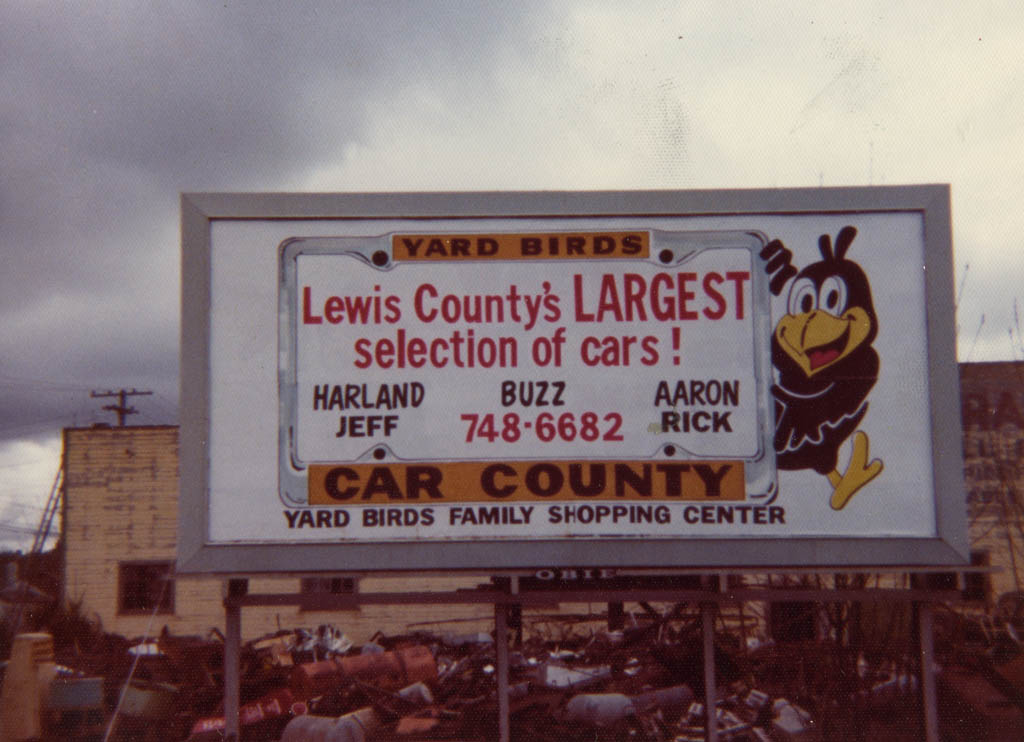 YARD BIRDS
Lewis County's LARGEST
selection of cars!
HARLAND BUZZ AARON
JEFF 748-6682 RICK
CAR COUNTY
YARD BIRDS FAMILY SHOPPING CENTER
OBIE